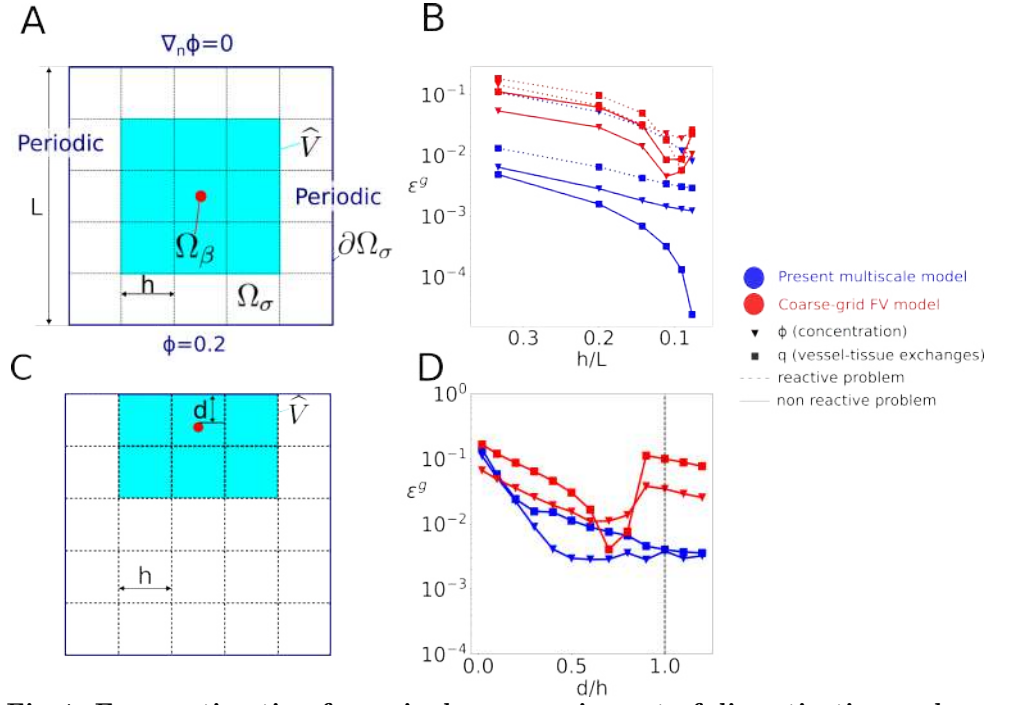 A
∇ₙϕ=0
Periodic
V̂
Periodic
L
Ω_β
∂Ω_σ
h
Ω_σ
ϕ=0.2
B
10⁻¹
10⁻²
10⁻³
10⁻⁴
ε^g
0.3 0.2 0.1
h/L
Present multiscale model
Coarse-grid FV model
ϕ (concentration)
q (vessel-tissue exchanges)
reactive problem
non reactive problem
C
d
V̂
h
D
10⁰
10⁻¹
10⁻²
10⁻³
10⁻⁴
ε^g
0.0 0.5 1.0
d/h